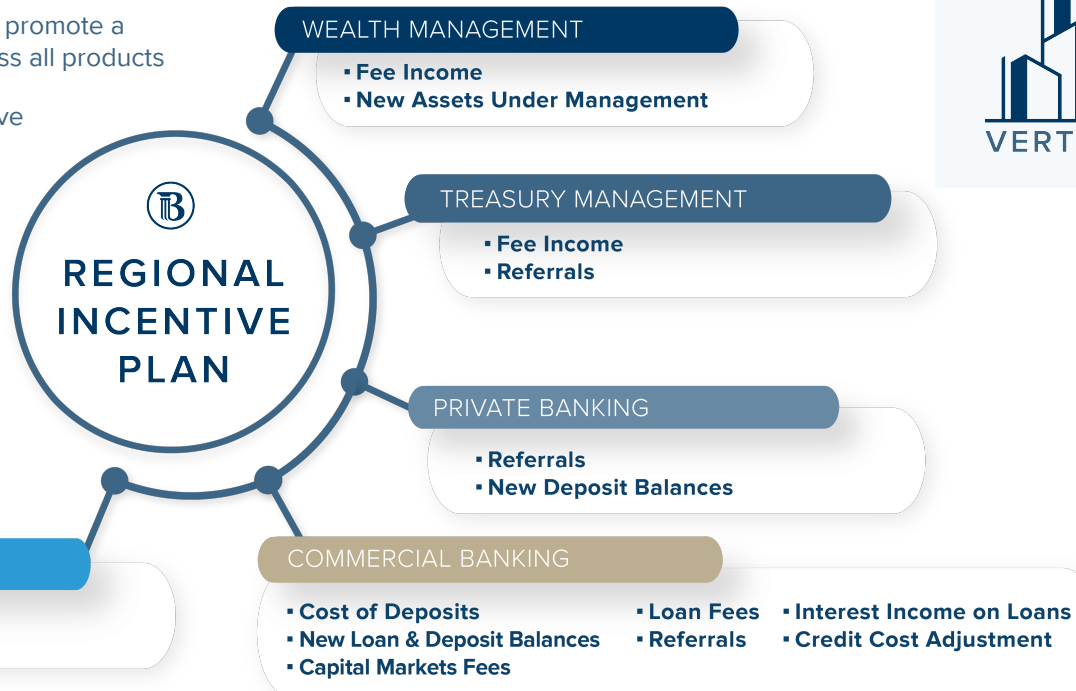 promote a
ss all products
ve
WEALTH MANAGEMENT
▪ Fee Income
▪ New Assets Under Management
VERT
B
REGIONAL
INCENTIVE
PLAN
TREASURY MANAGEMENT
▪ Fee Income
▪ Referrals
PRIVATE BANKING
▪ Referrals
▪ New Deposit Balances
COMMERCIAL BANKING
▪ Cost of Deposits
▪ New Loan & Deposit Balances
▪ Capital Markets Fees
▪ Loan Fees
▪ Referrals
▪ Interest Income on Loans
▪ Credit Cost Adjustment